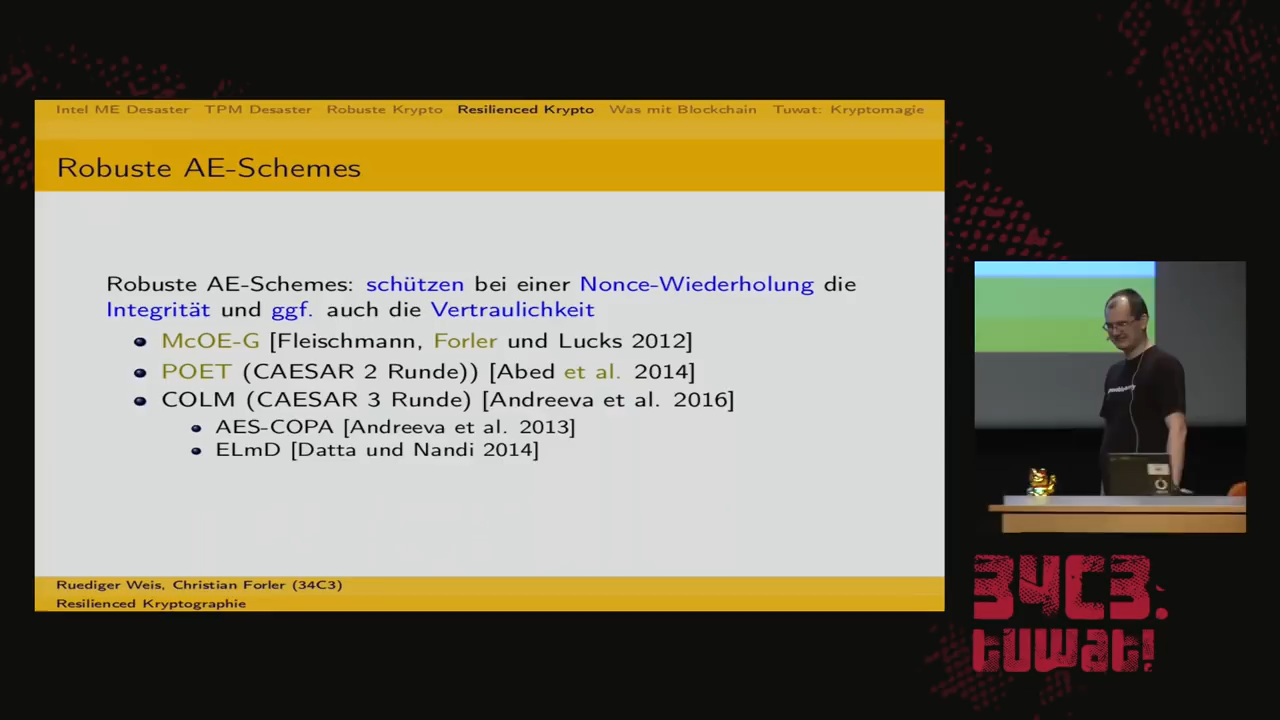 Intel ME Desaster TPM Desaster Robuste Krypto Resilienced Krypto Was mit Blockchain Tuwat: Kryptomagie
Robuste AE-Schemes
Robuste AE-Schemes: schützen bei einer Nonce-Wiederholung die
Integrität und ggf. auch die Vertraulichkeit
McOE-G [Fleischmann, Forler und Lucks 2012]
POET (CAESAR 2 Runde)) [Abed et al. 2014]
COLM (CAESAR 3 Runde) [Andreeva et al. 2016]
AES-COPA [Andreeva et al. 2013]
ELmD [Datta und Nandi 2014]
Ruediger Weis, Christian Forler (34C3)
Resilienced Kryptographie
34C3.
tuwat!